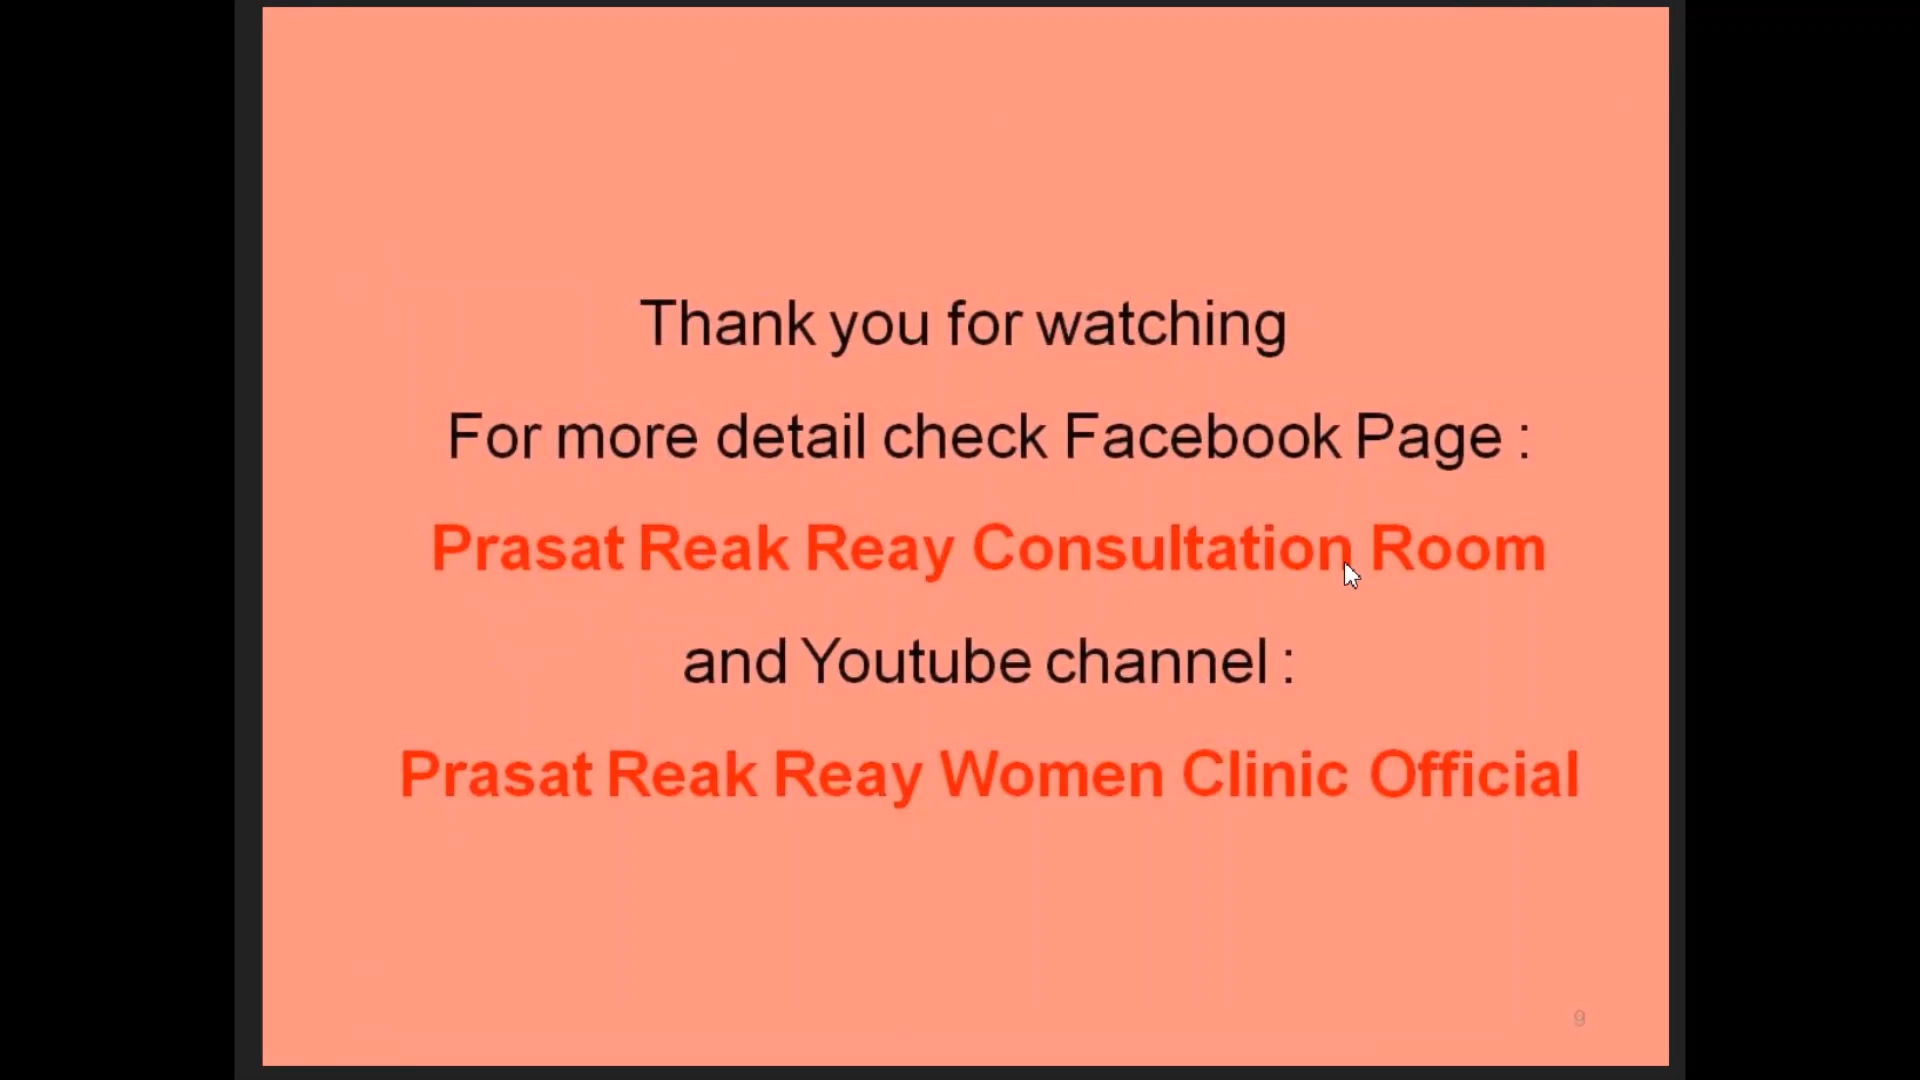 Thank you for watching
For more detail check Facebook Page :
Prasat Reak Reay Consultation Room
and Youtube channel :
Prasat Reak Reay Women Clinic Official
9